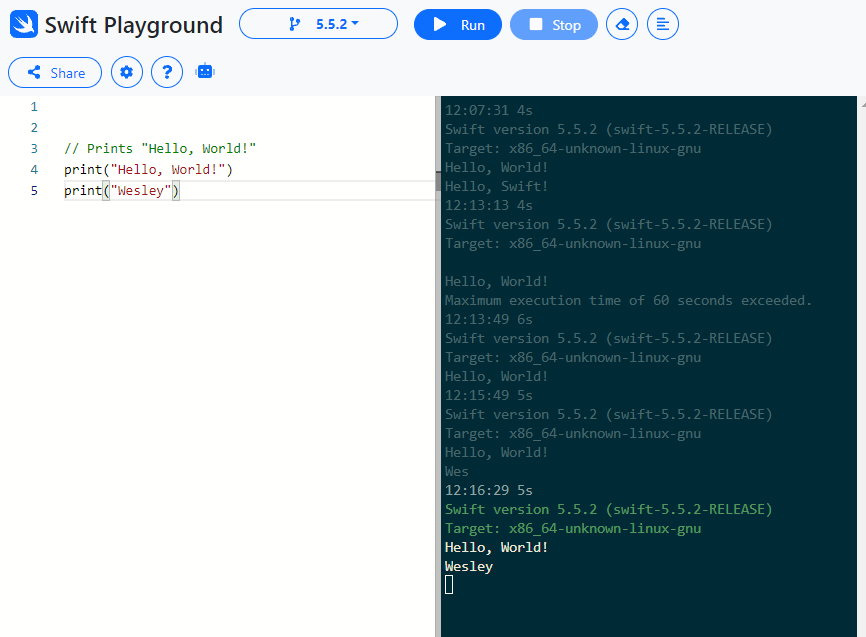 Swift Playground
5.5.2
Run
Stop
Share
?
1
2
3 // Prints "Hello, World!"
4 print("Hello, World!")
5 print("Wesley")
12:07:31 4s
Swift version 5.5.2 (swift-5.5.2-RELEASE)
Target: x86_64-unknown-linux-gnu
Hello, World!
Hello, Swift!
12:13:13 4s
Swift version 5.5.2 (swift-5.5.2-RELEASE)
Target: x86_64-unknown-linux-gnu
Hello, World!
Maximum execution time of 60 seconds exceeded.
12:13:49 6s
Swift version 5.5.2 (swift-5.5.2-RELEASE)
Target: x86_64-unknown-linux-gnu
Hello, World!
12:15:49 5s
Swift version 5.5.2 (swift-5.5.2-RELEASE)
Target: x86_64-unknown-linux-gnu
Hello, World!
Wes
12:16:29 5s
Swift version 5.5.2 (swift-5.5.2-RELEASE)
Target: x86_64-unknown-linux-gnu
Hello, World!
Wesley